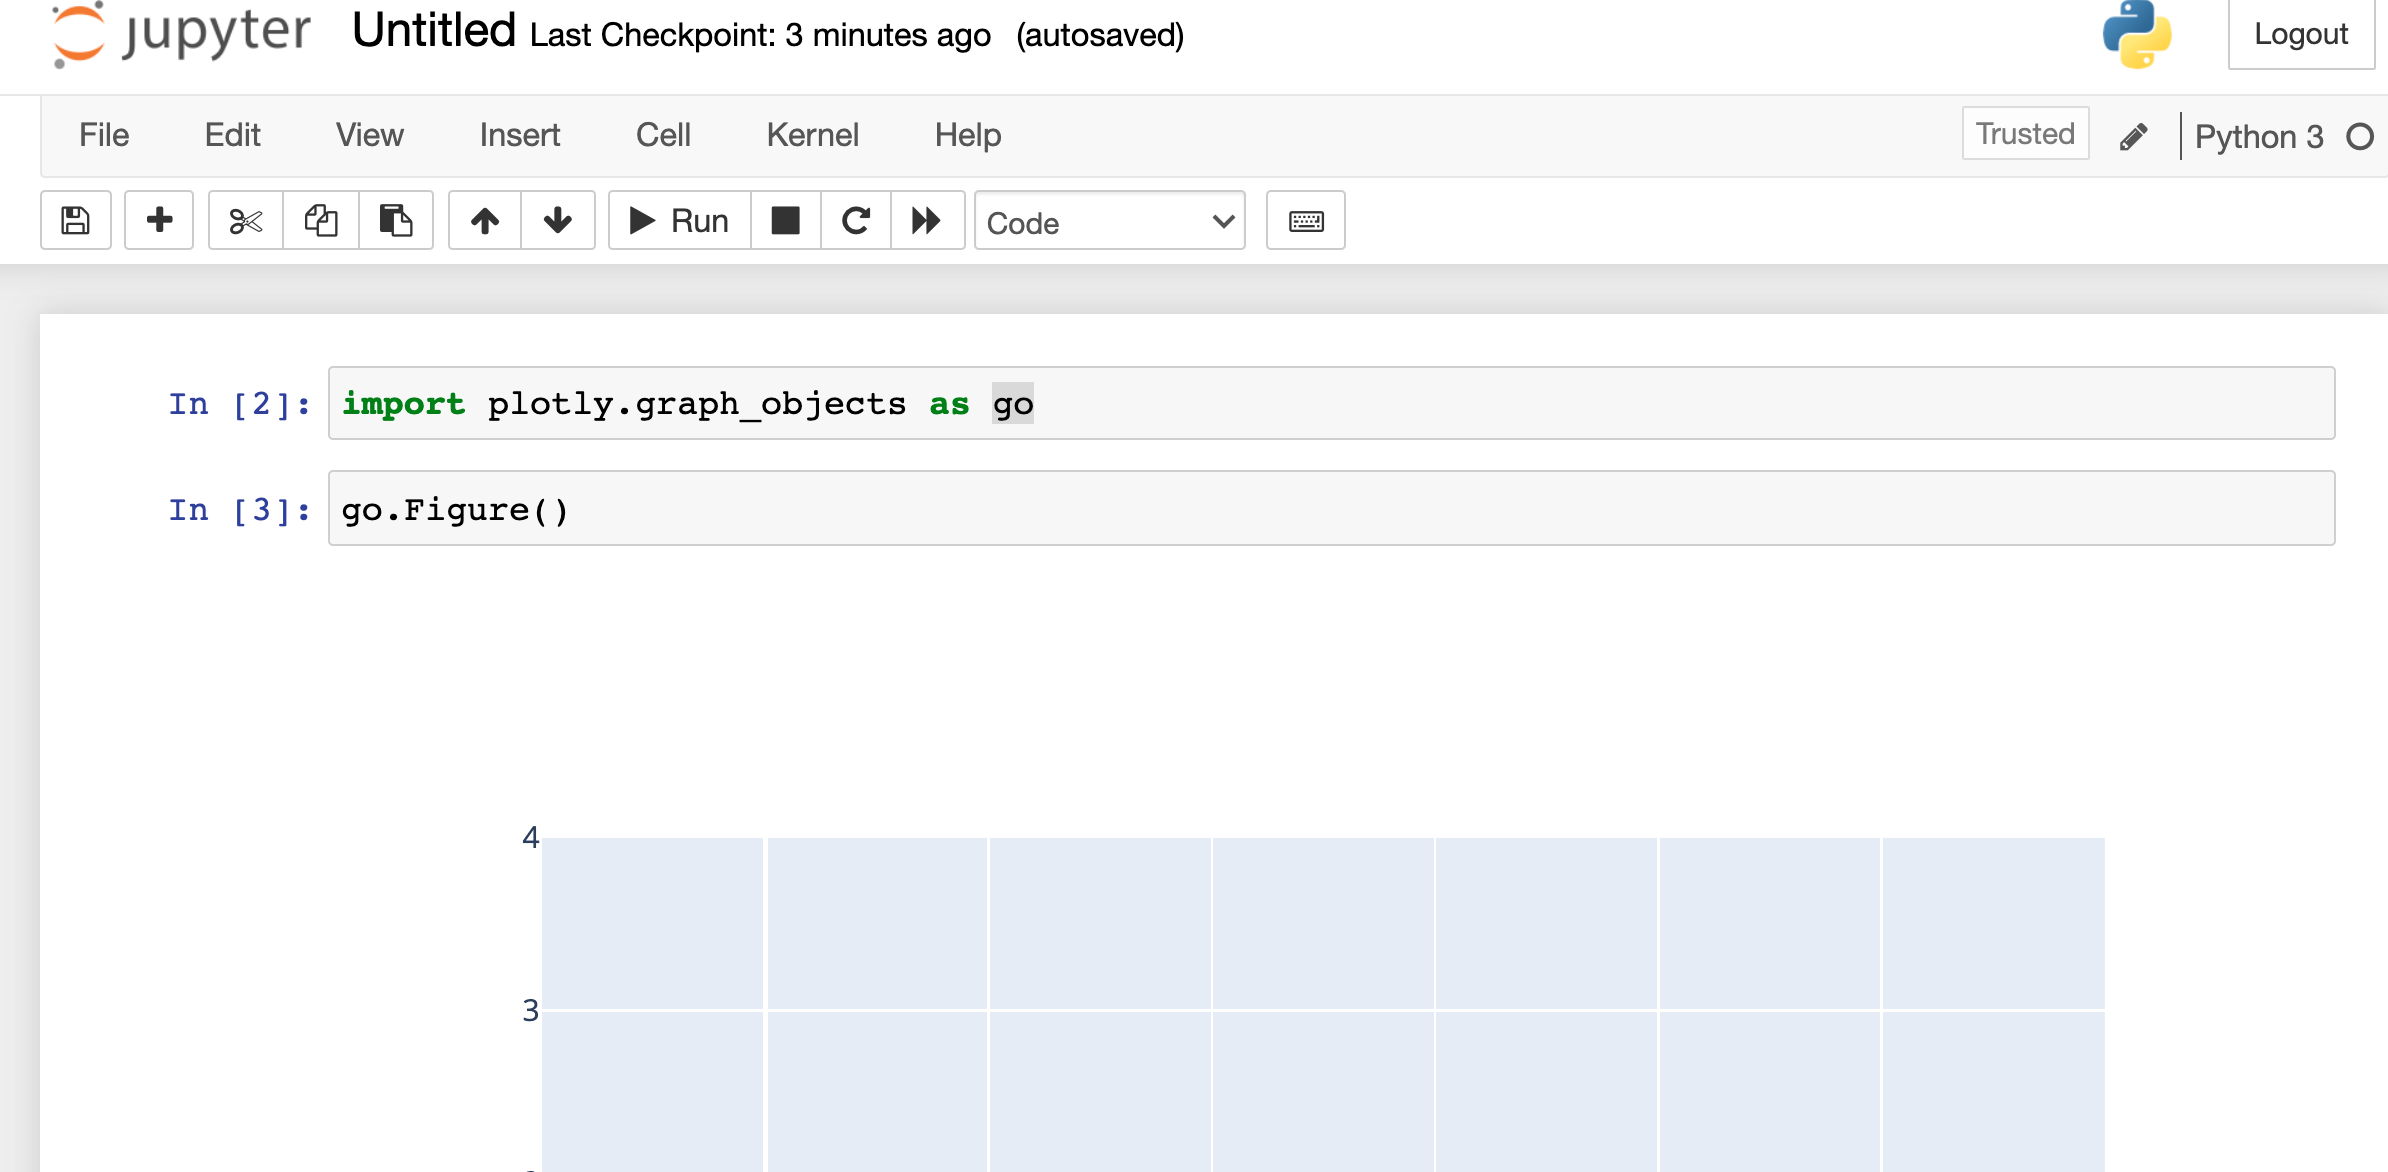 jupyter Untitled Last Checkpoint: 3 minutes ago (autosaved) Logout
File Edit View Insert Cell Kernel Help Trusted Python 3
Run Code
In [2]: import plotly.graph_objects as go
In [3]: go.Figure()
4
3